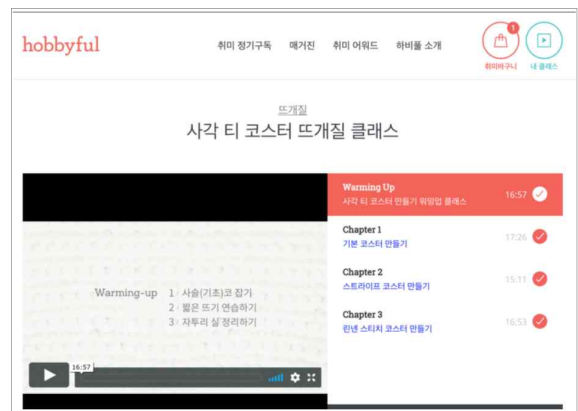 hobbyful
취미 정기구독 매거진 취미 어워드 하비풀 소개
1
취미바구니 내 클래스
뜨개질
사각 티 코스터 뜨개질 클래스
Warming Up
사각 티 코스터 만들기 워밍업 클래스 16:57
Chapter 1
기본 코스터 만들기 17:26
Chapter 2
스트라이프 코스터 만들기 15:11
Chapter 3
린넨 스티치 코스터 만들기 16:53
Warming-up 1 / 사슬(기초)코 잡기
2 / 짧은 뜨기 연습하기
3 / 자투리 실 정리하기
16:57